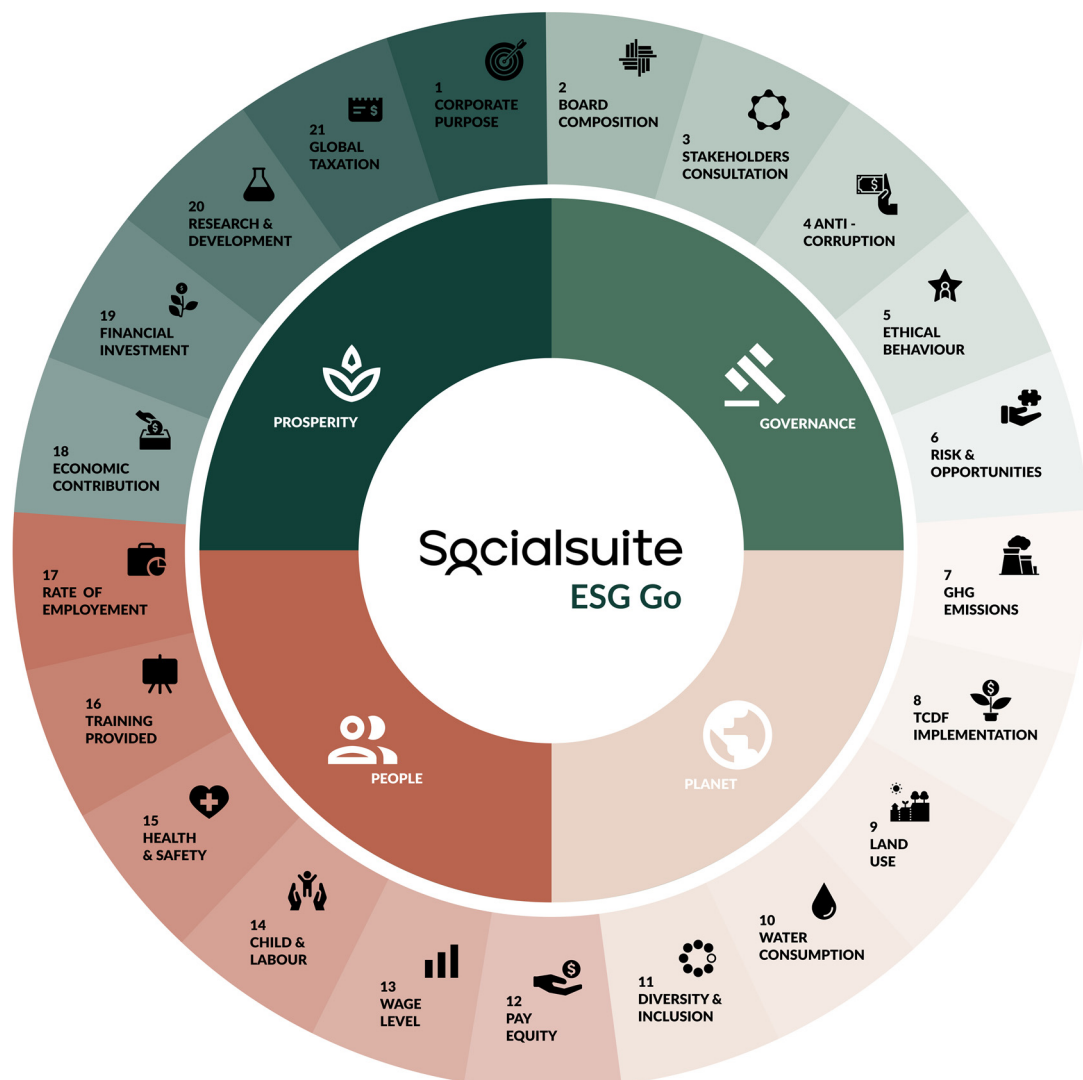 1
CORPORATE
PURPOSE
2
BOARD
COMPOSITION
3
STAKEHOLDERS
CONSULTATION
4 ANTI -
CORRUPTION
5
ETHICAL
BEHAVIOUR
6
RISK &
OPPORTUNITIES
7
GHG
EMISSIONS
8
TCDF
IMPLEMENTATION
9
LAND
USE
10
WATER
CONSUMPTION
11
DIVERSITY &
INCLUSION
12
PAY
EQUITY
13
WAGE
LEVEL
14
CHILD &
LABOUR
15
HEALTH
& SAFETY
16
TRAINING
PROVIDED
17
RATE OF
EMPLOYEMENT
18
ECONOMIC
CONTRIBUTION
19
FINANCIAL
INVESTMENT
20
RESEARCH &
DEVELOPMENT
21
GLOBAL
TAXATION
PROSPERITY
GOVERNANCE
PEOPLE
PLANET
Socialsuite
ESG Go